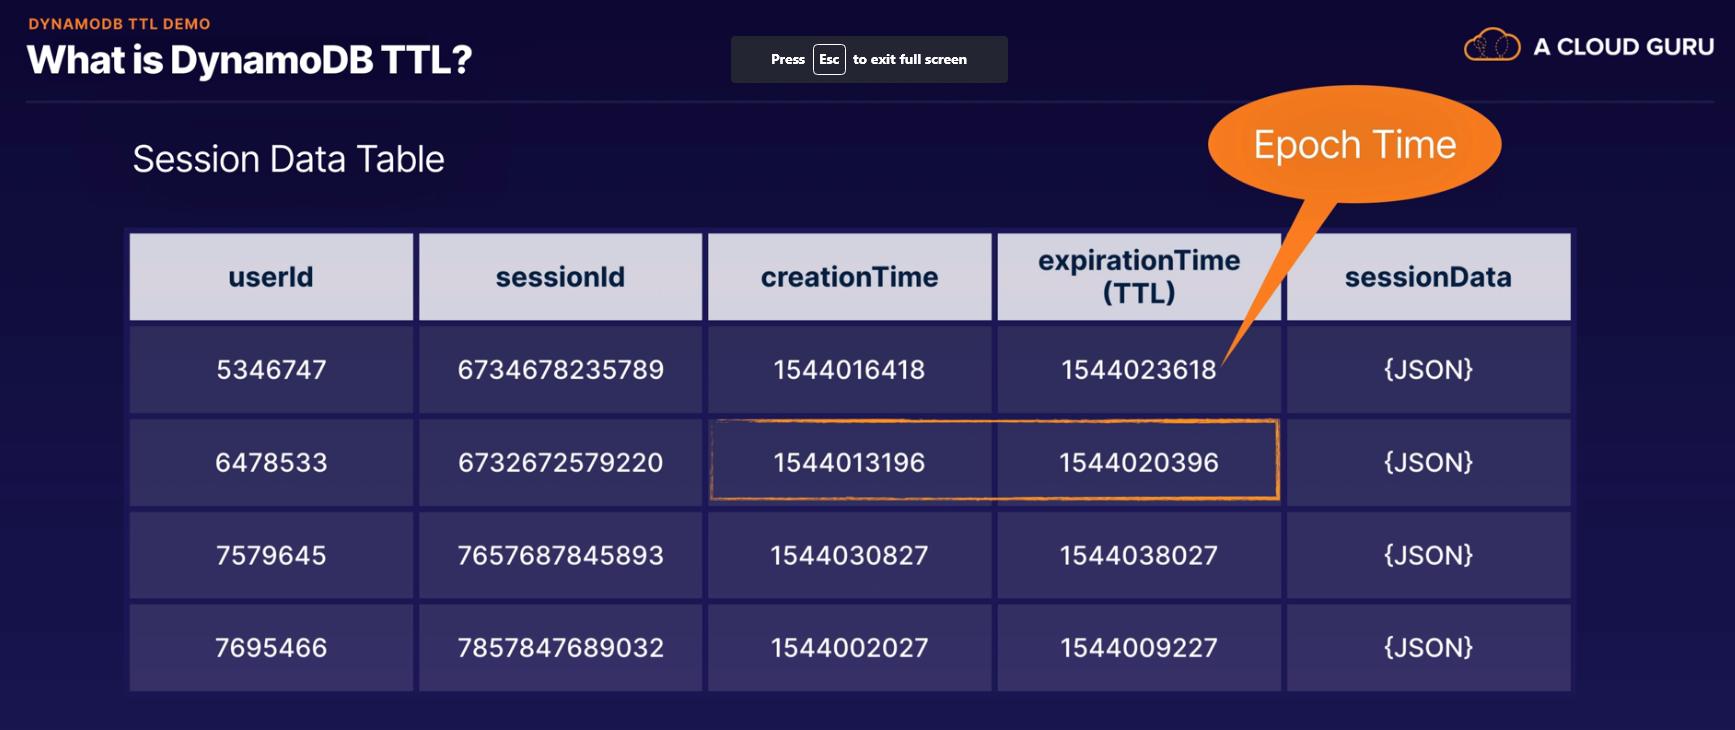 DYNAMODB TTL DEMO
What is DynamoDB TTL?
Press Esc to exit full screen
A CLOUD GURU
Epoch Time
Session Data Table
userId sessionId creationTime expirationTime (TTL) sessionData
5346747 6734678235789 1544016418 1544023618 {JSON}
6478533 6732672579220 1544013196 1544020396 {JSON}
7579645 7657687845893 1544030827 1544038027 {JSON}
7695466 7857847689032 1544002027 1544009227 {JSON}